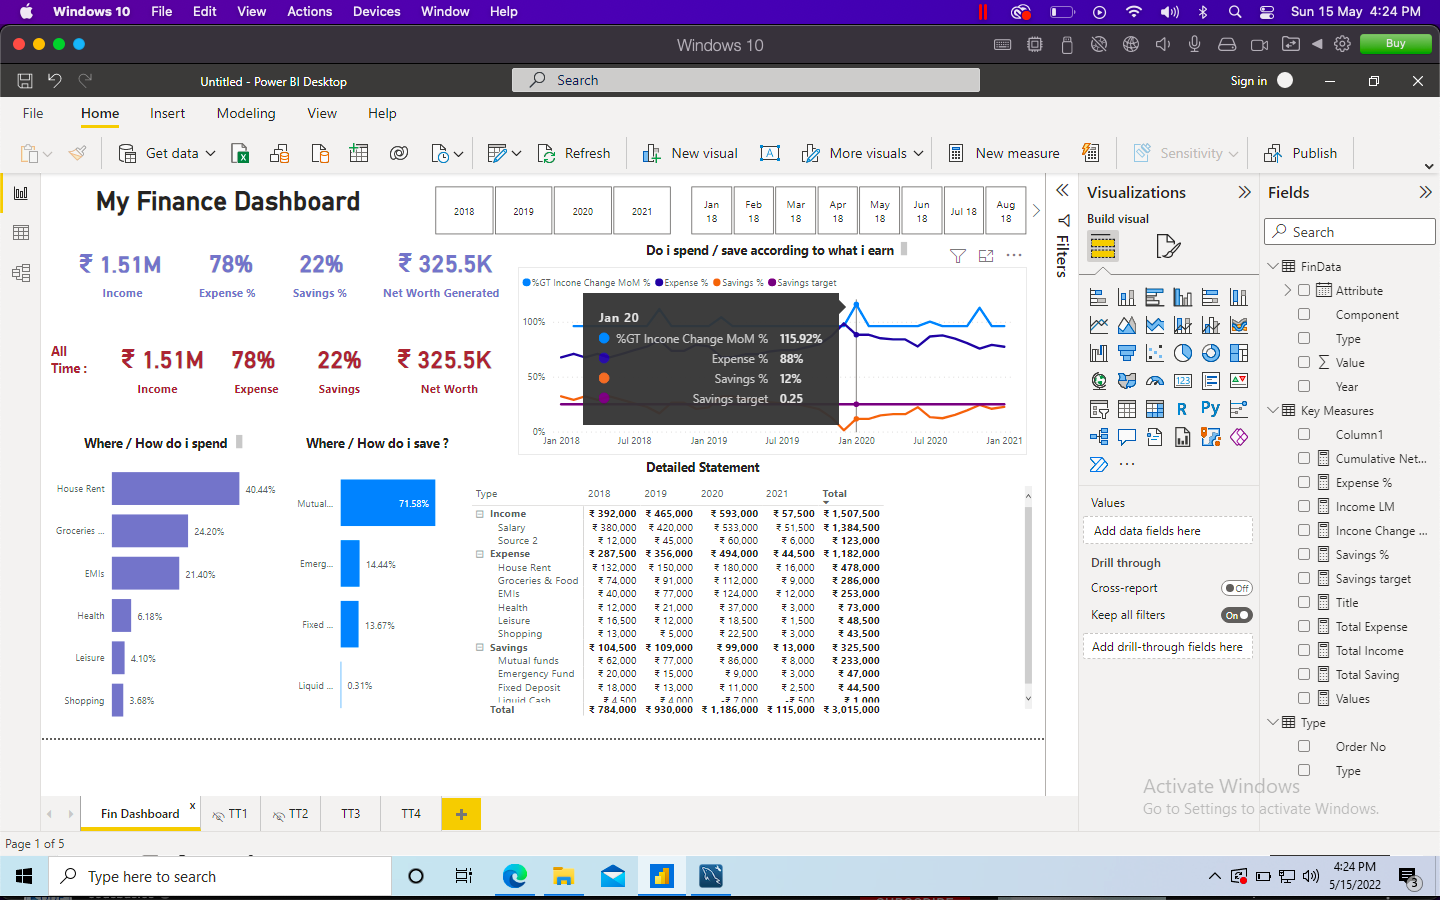 Windows 10 File Edit View Actions Devices Window Help Sun 15 May 4:24 PM
Windows 10 Buy
Untitled - Power BI Desktop Search Sign in
File Home Insert Modeling View Help
Get data Refresh New visual A More visuals New measure Sensitivity Publish
My Finance Dashboard
2018 2019 2020 2021
Jan 18 Feb 18 Mar 18 Apr 18 May 18 Jun 18 Jul 18 Aug 18
₹ 1.51M 78% 22% ₹ 325.5K
Income Expense % Savings % Net Worth Generated
All Time :
₹ 1.51M 78% 22% ₹ 325.5K
Income Expense Savings Net Worth
Do i spend / save according to what i earn
%GT Incone Change MoM % Expense % Savings % Savings target
100%
50%
0%
Jan 2018 Jul 2018 Jan 2019 Jul 2019 Jan 2020 Jul 2020 Jan 2021
Jan 20
%GT Incone Change MoM % 115.92%
Expense % 88%
Savings % 12%
Savings target 0.25
Where / How do i spend
House Rent 40.44%
Groceries ... 24.20%
EMIs 21.40%
Health 6.18%
Leisure 4.10%
Shopping 3.68%
Where / How do i save ?
Mutual... 71.58%
Emerg... 14.44%
Fixed ... 13.67%
Liquid ... 0.31%
Detailed Statement
Type 2018 2019 2020 2021 Total
Income ₹ 392,000 ₹ 465,000 ₹ 593,000 ₹ 57,500 ₹ 1,507,500
Salary ₹ 380,000 ₹ 420,000 ₹ 533,000 ₹ 51,500 ₹ 1,384,500
Source 2 ₹ 12,000 ₹ 45,000 ₹ 60,000 ₹ 6,000 ₹ 123,000
Expense ₹ 287,500 ₹ 356,000 ₹ 494,000 ₹ 44,500 ₹ 1,182,000
House Rent ₹ 132,000 ₹ 150,000 ₹ 180,000 ₹ 16,000 ₹ 478,000
Groceries & Food ₹ 74,000 ₹ 91,000 ₹ 112,000 ₹ 9,000 ₹ 286,000
EMIs ₹ 40,000 ₹ 77,000 ₹ 124,000 ₹ 12,000 ₹ 253,000
Health ₹ 12,000 ₹ 21,000 ₹ 37,000 ₹ 3,000 ₹ 73,000
Leisure ₹ 16,500 ₹ 12,000 ₹ 18,500 ₹ 1,500 ₹ 48,500
Shopping ₹ 13,000 ₹ 5,000 ₹ 22,500 ₹ 3,000 ₹ 43,500
Savings ₹ 104,500 ₹ 109,000 ₹ 99,000 ₹ 13,000 ₹ 325,500
Mutual funds ₹ 62,000 ₹ 77,000 ₹ 86,000 ₹ 8,000 ₹ 233,000
Emergency Fund ₹ 20,000 ₹ 15,000 ₹ 9,000 ₹ 3,000 ₹ 47,000
Fixed Deposit ₹ 18,000 ₹ 13,000 ₹ 11,000 ₹ 2,500 ₹ 44,500
Liquid Cash ₹ 4,500 ₹ 4,000 -₹ 7,000 -₹ 500 ₹ 1,000
Total ₹ 784,000 ₹ 930,000 ₹ 1,186,000 ₹ 115,000 ₹ 3,015,000
Filters
Visualizations
Build visual
123
R Py
Values
Add data fields here
Drill through
Cross-report Off
Keep all filters On
Add drill-through fields here
Fields
Search
FinData
Attribute
Component
Type
Value
Year
Key Measures
Column1
Cumulative Net...
Expense %
Income LM
Incone Change ...
Savings %
Savings target
Title
Total Expense
Total Income
Total Saving
Values
Type
Order No
Type
Activate Windows
Go to Settings to activate Windows.
Fin Dashboard x TT1 TT2 TT3 TT4 +
Page 1 of 5
Type here to search
4:24 PM
5/15/2022
3